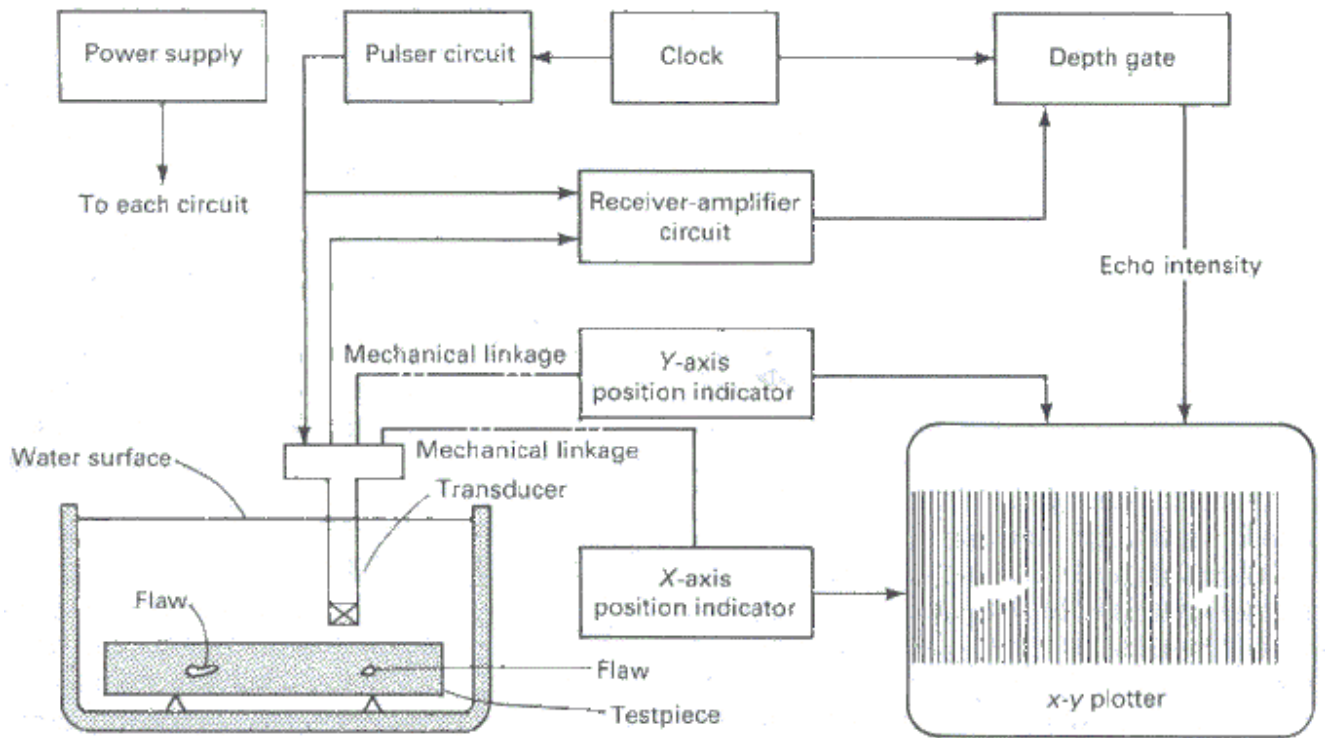 Power supply
Pulser circuit
Clock
Depth gate
To each circuit
Receiver-amplifier
circuit
Echo intensity
Mechanical linkage
Y-axis
position indicator
Mechanical linkage
Water surface
Transducer
X-axis
position indicator
Flaw
Flaw
Testpiece
x-y plotter